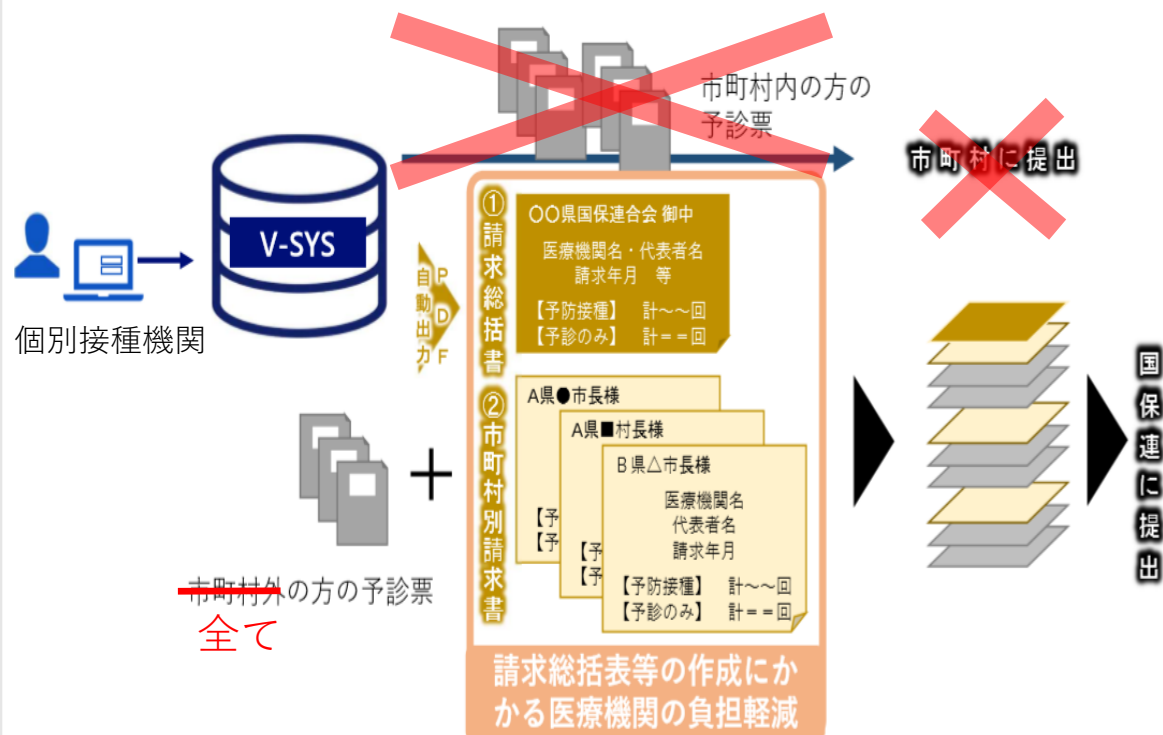 市町村内の方の
予診票
市町村に提出
V-SYS
個別接種機関
PDF
自動出力
①請求総括書
〇〇県国保連合会 御中
医療機関名・代表者名
請求年月 等
【予防接種】 計～～回
【予診のみ】 計＝＝回
②市町村別請求書
A県●市長様
【予
【予
A県■村長様
【予
【予
B県△市長様
医療機関名
代表者名
請求年月
【予防接種】 計～～回
【予診のみ】 計＝＝回
市町村外の方の予診票
全て
国保連に提出
請求総括表等の作成にか
かる医療機関の負担軽減